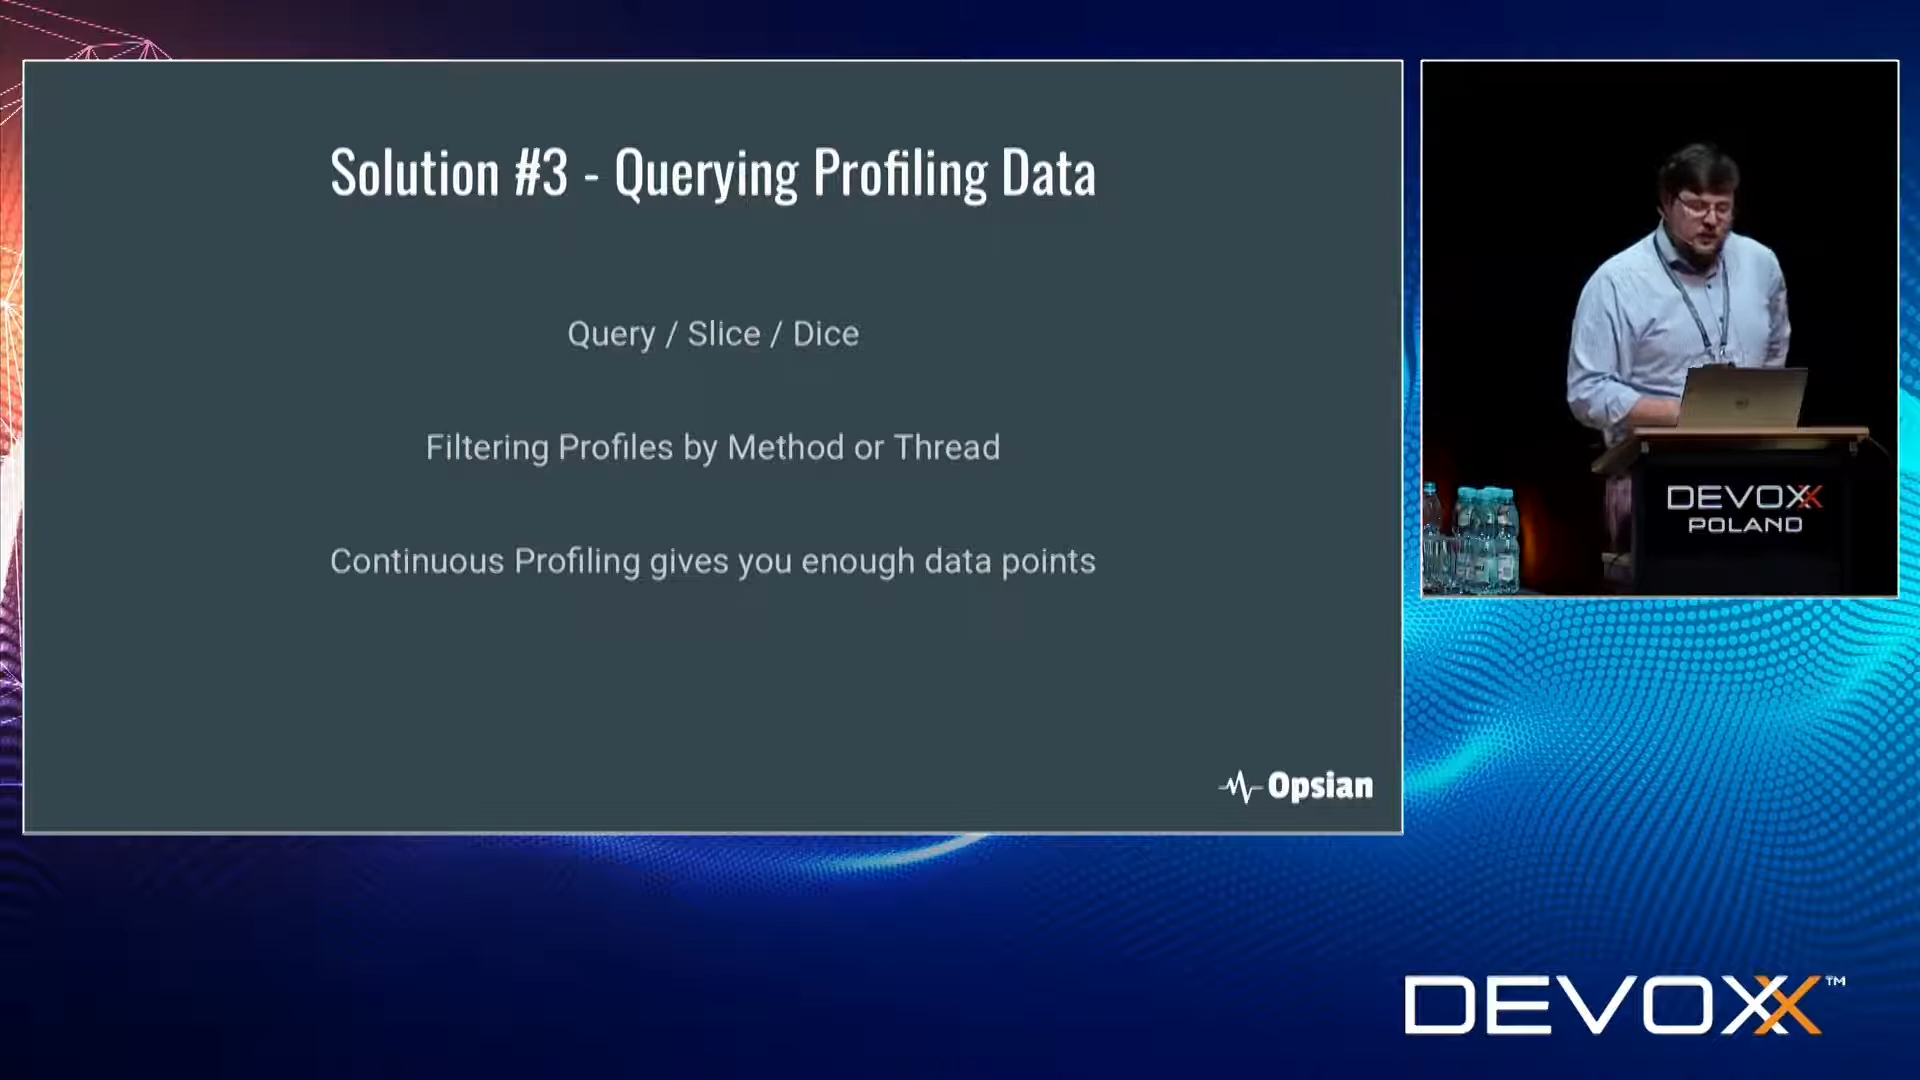 Solution #3 - Querying Profiling Data
Query / Slice / Dice
Filtering Profiles by Method or Thread
Continuous Profiling gives you enough data points
Opsian
DEVOXX
POLAND
DEVOXX™